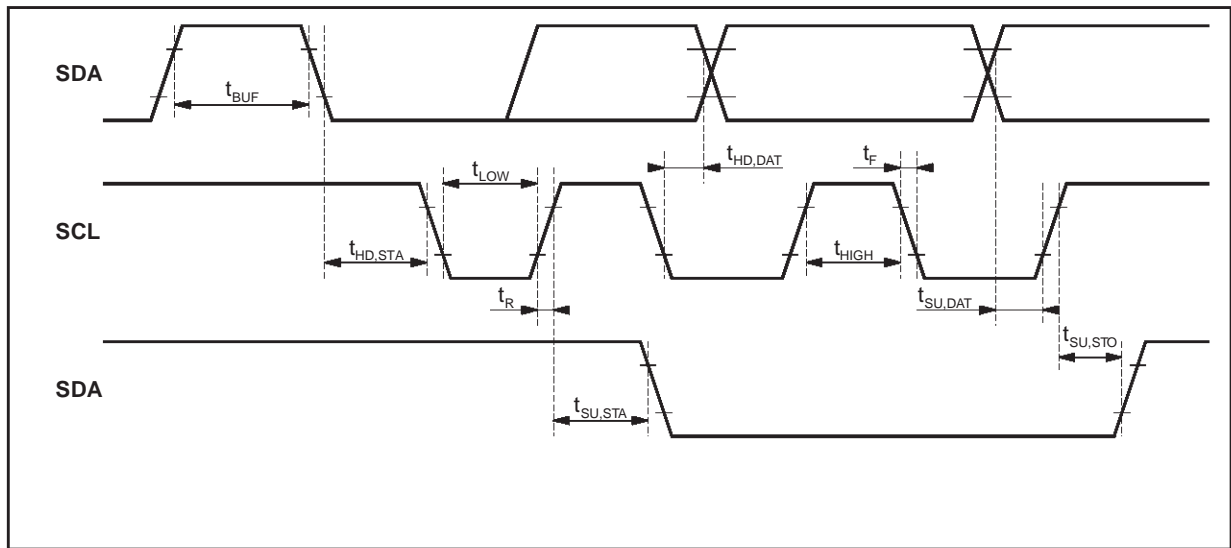 SDA
tBUF
tHD,DAT
tF
tLOW
SCL
tHD,STA
tHIGH
tR
tSU,DAT
tSU,STO
SDA
tSU,STA